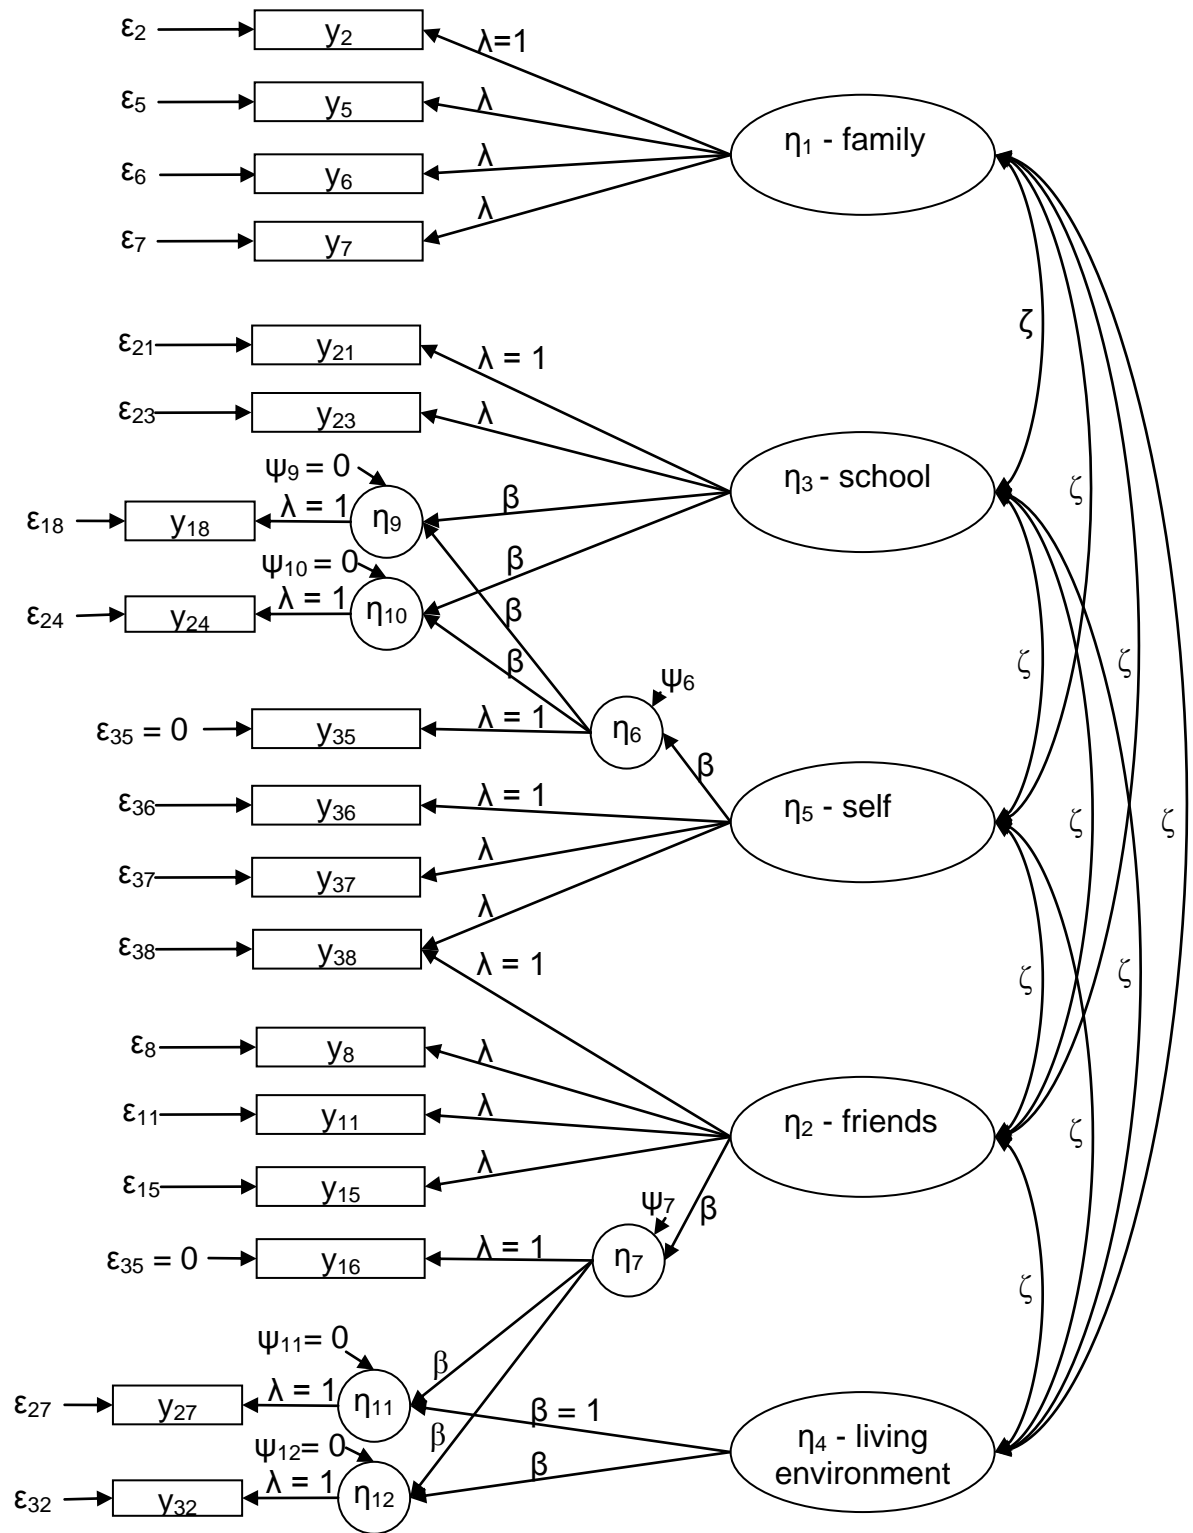 ε2 y2 λ=1
ε5 y5 λ
η1 - family
ε6 y6 λ
ε7 y7 λ
ζ
ε21 y21 λ = 1
ε23 y23 λ
ψ9 = 0
η3 - school
ζ
ε18 y18 λ = 1 η9 β
ψ10 = 0 β
ε24 y24 λ = 1 η10 β
β
ζ ζ
ψ6
ε35 = 0 y35 λ = 1 η6
β
ε36 y36 λ = 1
η5 - self
ζ ζ
ε37 y37 λ
λ
ε38 y38 λ = 1
ζ ζ
ε8 y8 λ
ε11 y11 λ
η2 - friends
ζ
ε15 y15 λ
ψ7 β
ε35 = 0 y16 λ = 1 η7
ζ
ψ11= 0
β
ε27 y27 λ = 1 η11 β = 1
β
η4 - living
environment
ψ12= 0
β
ε32 y32 λ = 1 η12